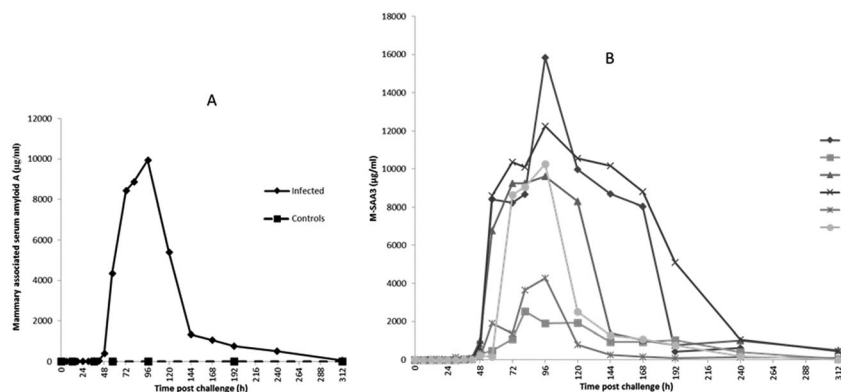 A
Mammary associated serum amyloid A (µg/ml)
12000
10000
8000
6000
4000
2000
0
0 24 48 72 96 120 144 168 192 216 240 264 288 312
Time post challenge (h)
Infected
Controls
B
M-SAA3 (µg/ml)
18000
16000
14000
12000
10000
8000
6000
4000
2000
0
0 24 48 72 96 120 144 168 192 216 240 264 288 312
Time post challenge (h)